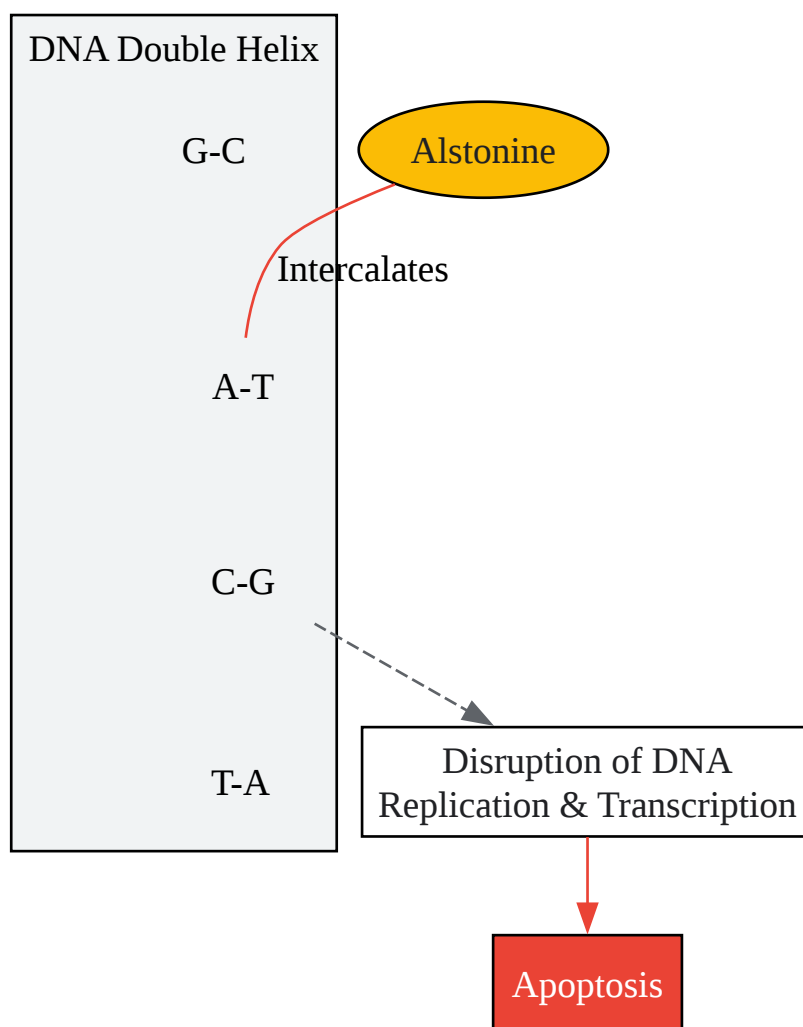 DNA Double Helix
G-C
Alstonine
Intercalates
A-T
C-G
Disruption of DNA
Replication & Transcription
T-A
Apoptosis